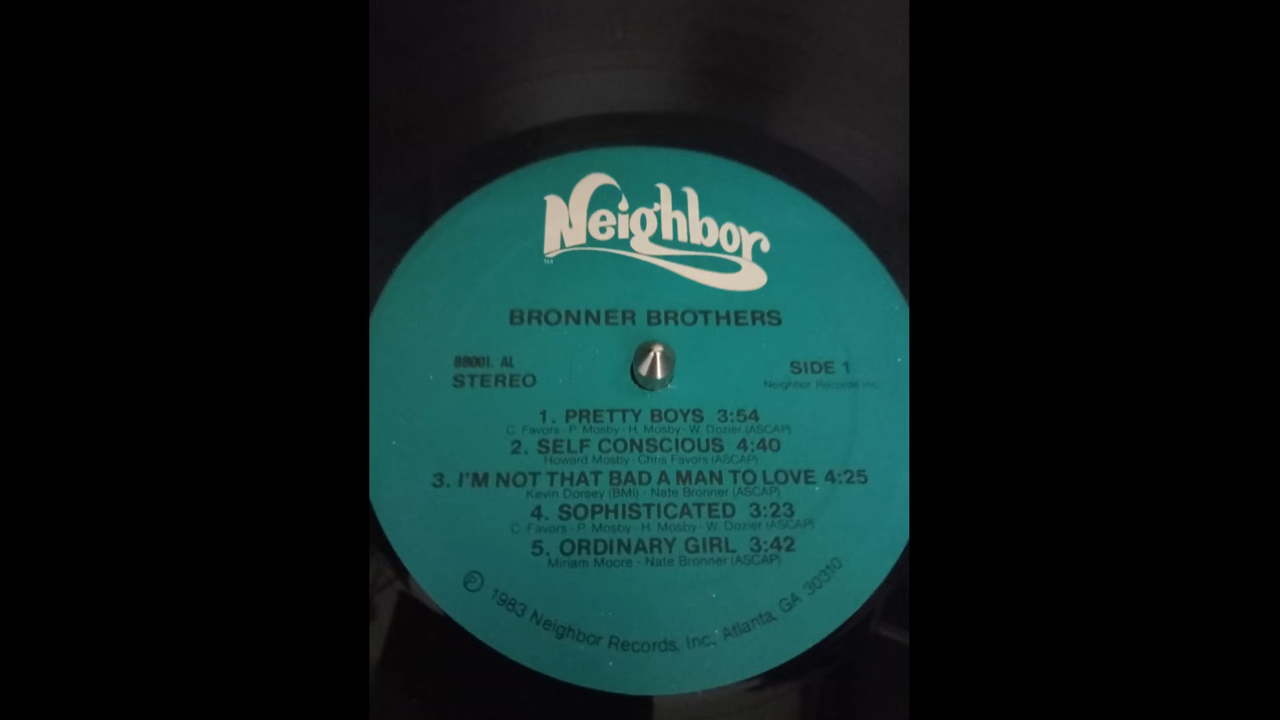 Neighbor
TM
BRONNER BROTHERS
BB001. AL
STEREO
SIDE 1
Neighbor Records Inc.
1. PRETTY BOYS 3:54
C. Favors - P. Mosby - H. Mosby - W. Dozier (ASCAP)
2. SELF CONSCIOUS 4:40
Howard Mosby - Chris Favors (ASCAP)
3. I'M NOT THAT BAD A MAN TO LOVE 4:25
Kevin Dorsey (BMI) - Nate Bronner (ASCAP)
4. SOPHISTICATED 3:23
C. Favors - P. Mosby - H. Mosby - W. Dozier (ASCAP)
5. ORDINARY GIRL 3:42
Miriam Moore - Nate Bronner (ASCAP)
℗ 1983 Neighbor Records, Inc., Atlanta, GA 30310